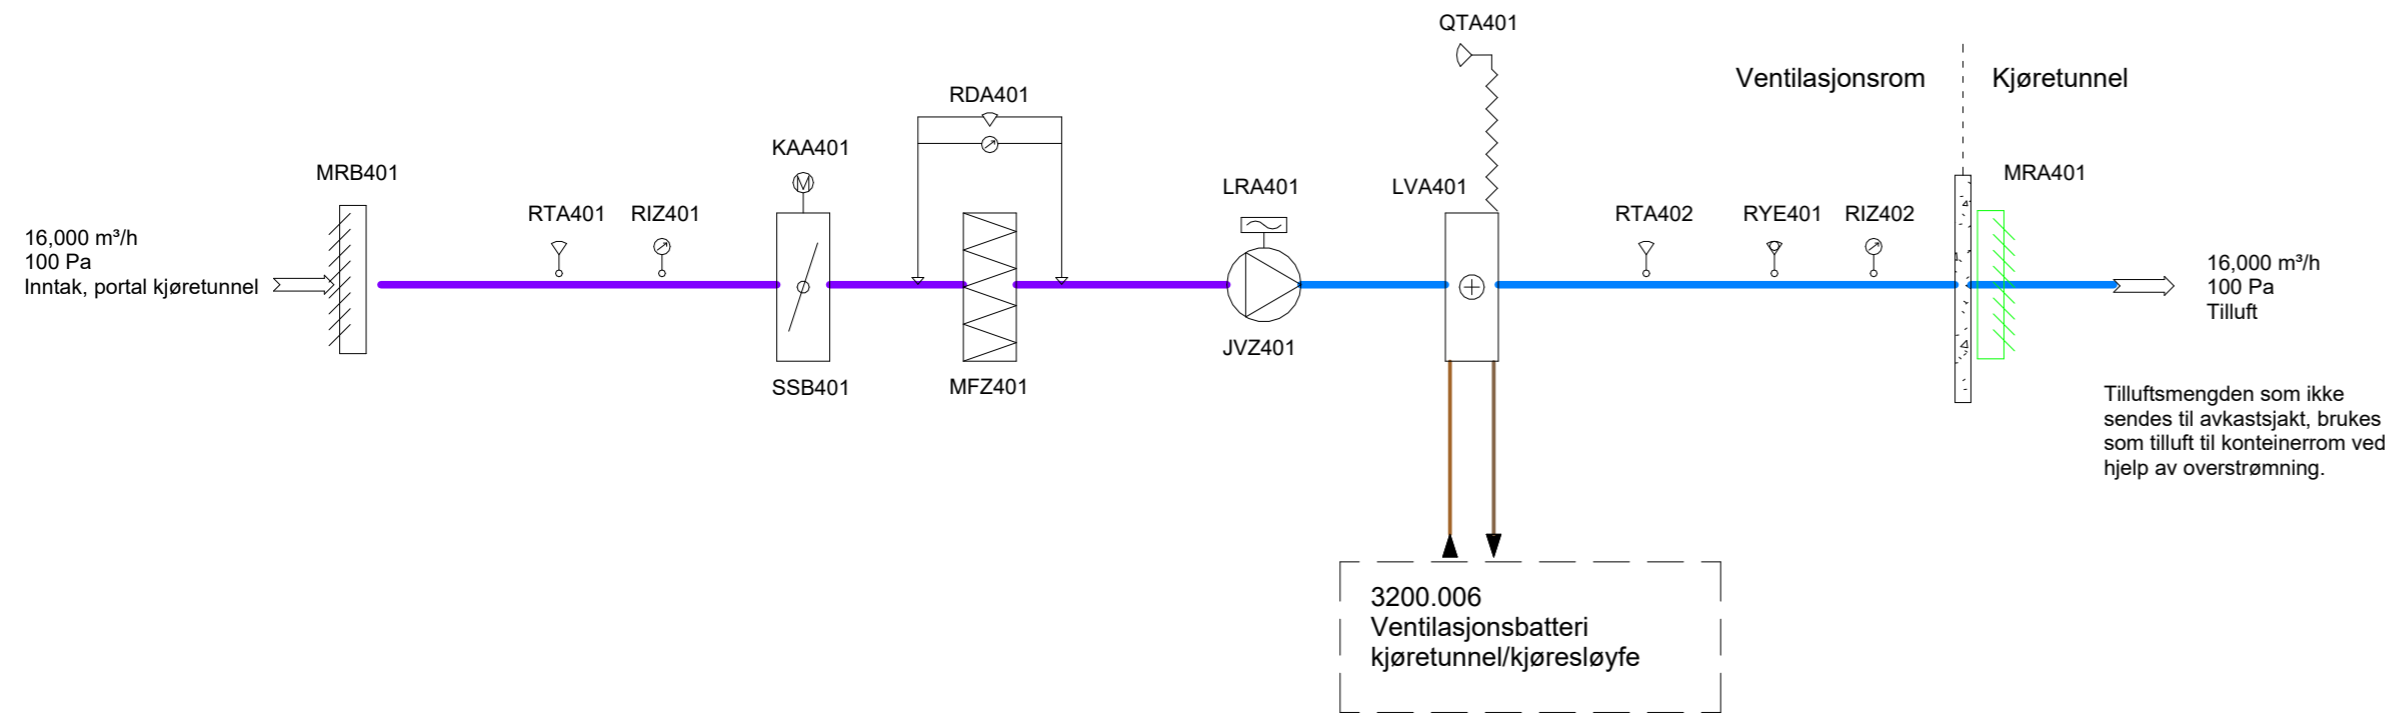 QTA401
Ventilasjonsrom
Kjøretunnel
RDA401
KAA401
M
MRB401
LRA401
LVA401
MRA401
RTA401
RIZ401
RTA402
RYE401
RIZ402
16,000 m³/h
100 Pa
Inntak, portal kjøretunnel
16,000 m³/h
100 Pa
Tilluft
JVZ401
SSB401
MFZ401
Tilluftsmengden som ikke
sendes til avkastsjakt, brukes
som tilluft til konteinerrom ved
hjelp av overstrømning.
3200.006
Ventilasjonsbatteri
kjøretunnel/kjøresløyfe